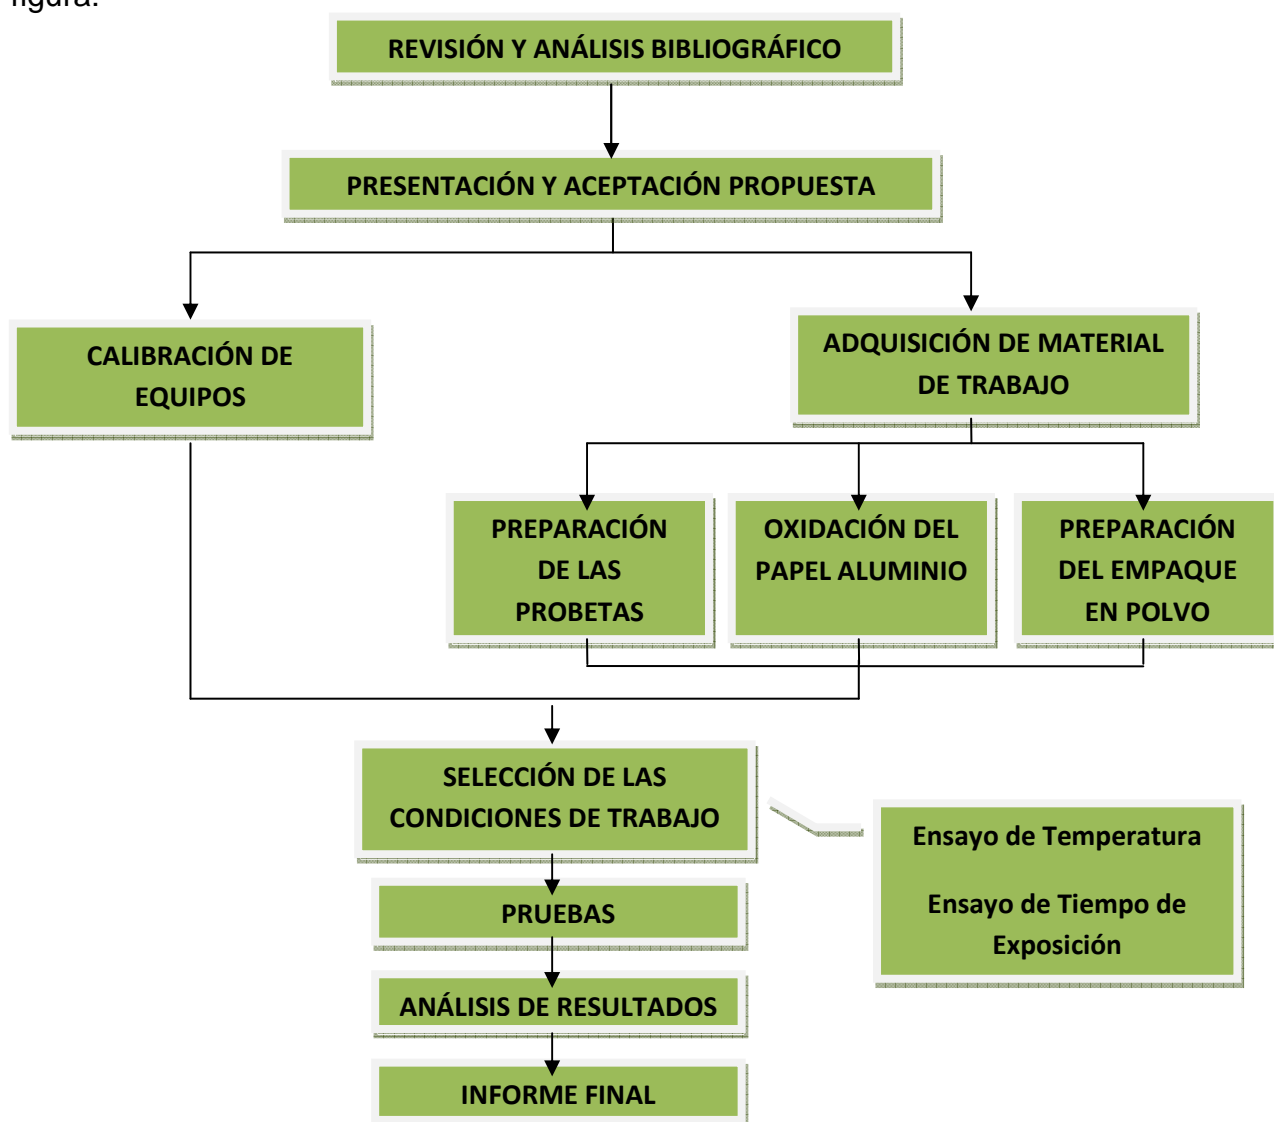 figura.
REVISIÓN Y ANÁLISIS BIBLIOGRÁFICO
PRESENTACIÓN Y ACEPTACIÓN PROPUESTA
CALIBRACIÓN DE
EQUIPOS
ADQUISICIÓN DE MATERIAL
DE TRABAJO
PREPARACIÓN
DE LAS
PROBETAS
OXIDACIÓN DEL
PAPEL ALUMINIO
PREPARACIÓN
DEL EMPAQUE
EN POLVO
SELECCIÓN DE LAS
CONDICIONES DE TRABAJO
Ensayo de Temperatura
Ensayo de Tiempo de
Exposición
PRUEBAS
ANÁLISIS DE RESULTADOS
INFORME FINAL